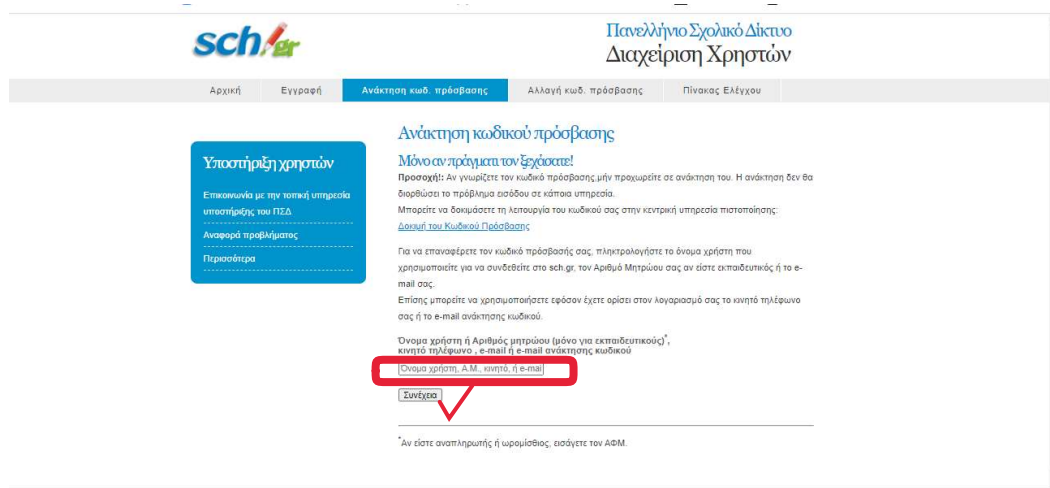 sch.gr
Πανελλήνιο Σχολικό Δίκτυο
Διαχείριση Χρηστών
Αρχική Εγγραφή Ανάκτηση κωδ. πρόσβασης Αλλαγή κωδ. πρόσβασης Πίνακας Ελέγχου
Υποστήριξη χρηστών
Επικοινωνία με την τοπική υπηρεσία
υποστήριξης του ΠΣΔ
Αναφορά προβλήματος
Περισσότερα
Ανάκτηση κωδικού πρόσβασης
Μόνο αν πράγματι τον ξεχάσατε!
Προσοχή!: Αν γνωρίζετε τον κωδικό πρόσβασης,μήν προχωρείτε σε ανάκτηση του. Η ανάκτηση δεν θα
διορθώσει το πρόβλημα εισόδου σε κάποια υπηρεσία.
Μπορείτε να δοκιμάσετε τη λειτουργία του κωδικού σας στην κεντρική υπηρεσία πιστοποίησης:
Δοκιμή του Κωδικού Πρόσβασης
Για να επαναφέρετε τον κωδικό πρόσβασής σας, πληκτρολογήστε το όνομα χρήστη που
χρησιμοποιείτε για να συνδεθείτε στο sch.gr, τον Αριθμό Μητρώου σας αν είστε εκπαιδευτικός ή το e-
mail σας.
Επίσης μπορείτε να χρησιμοποιήσετε εφόσον έχετε ορίσει στον λογαριασμό σας το κινητό τηλέφωνο
σας ή το e-mail ανάκτησης κωδικού.
Όνομα χρήστη ή Αριθμός μητρώου (μόνο για εκπαιδευτικούς)*,
κινητό τηλέφωνο , e-mail ή e-mail ανάκτησης κωδικού
Όνομα χρήστη, Α.Μ., κινητό, ή e-mail
Συνέχεια
*Αν είστε αναπληρωτής ή ωρομίσθιος, εισάγετε τον ΑΦΜ.